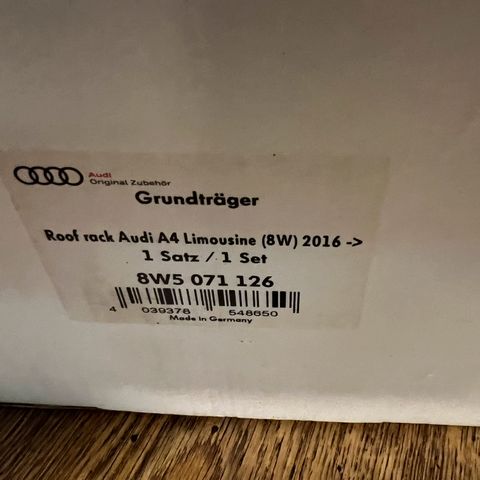 Audi
Original Zubehör
Grundträger
Roof rack Audi A4 Limousine (8W) 2016 ->
1 Satz / 1 Set
8W5 071 126
4 039378 548650
Made in Germany